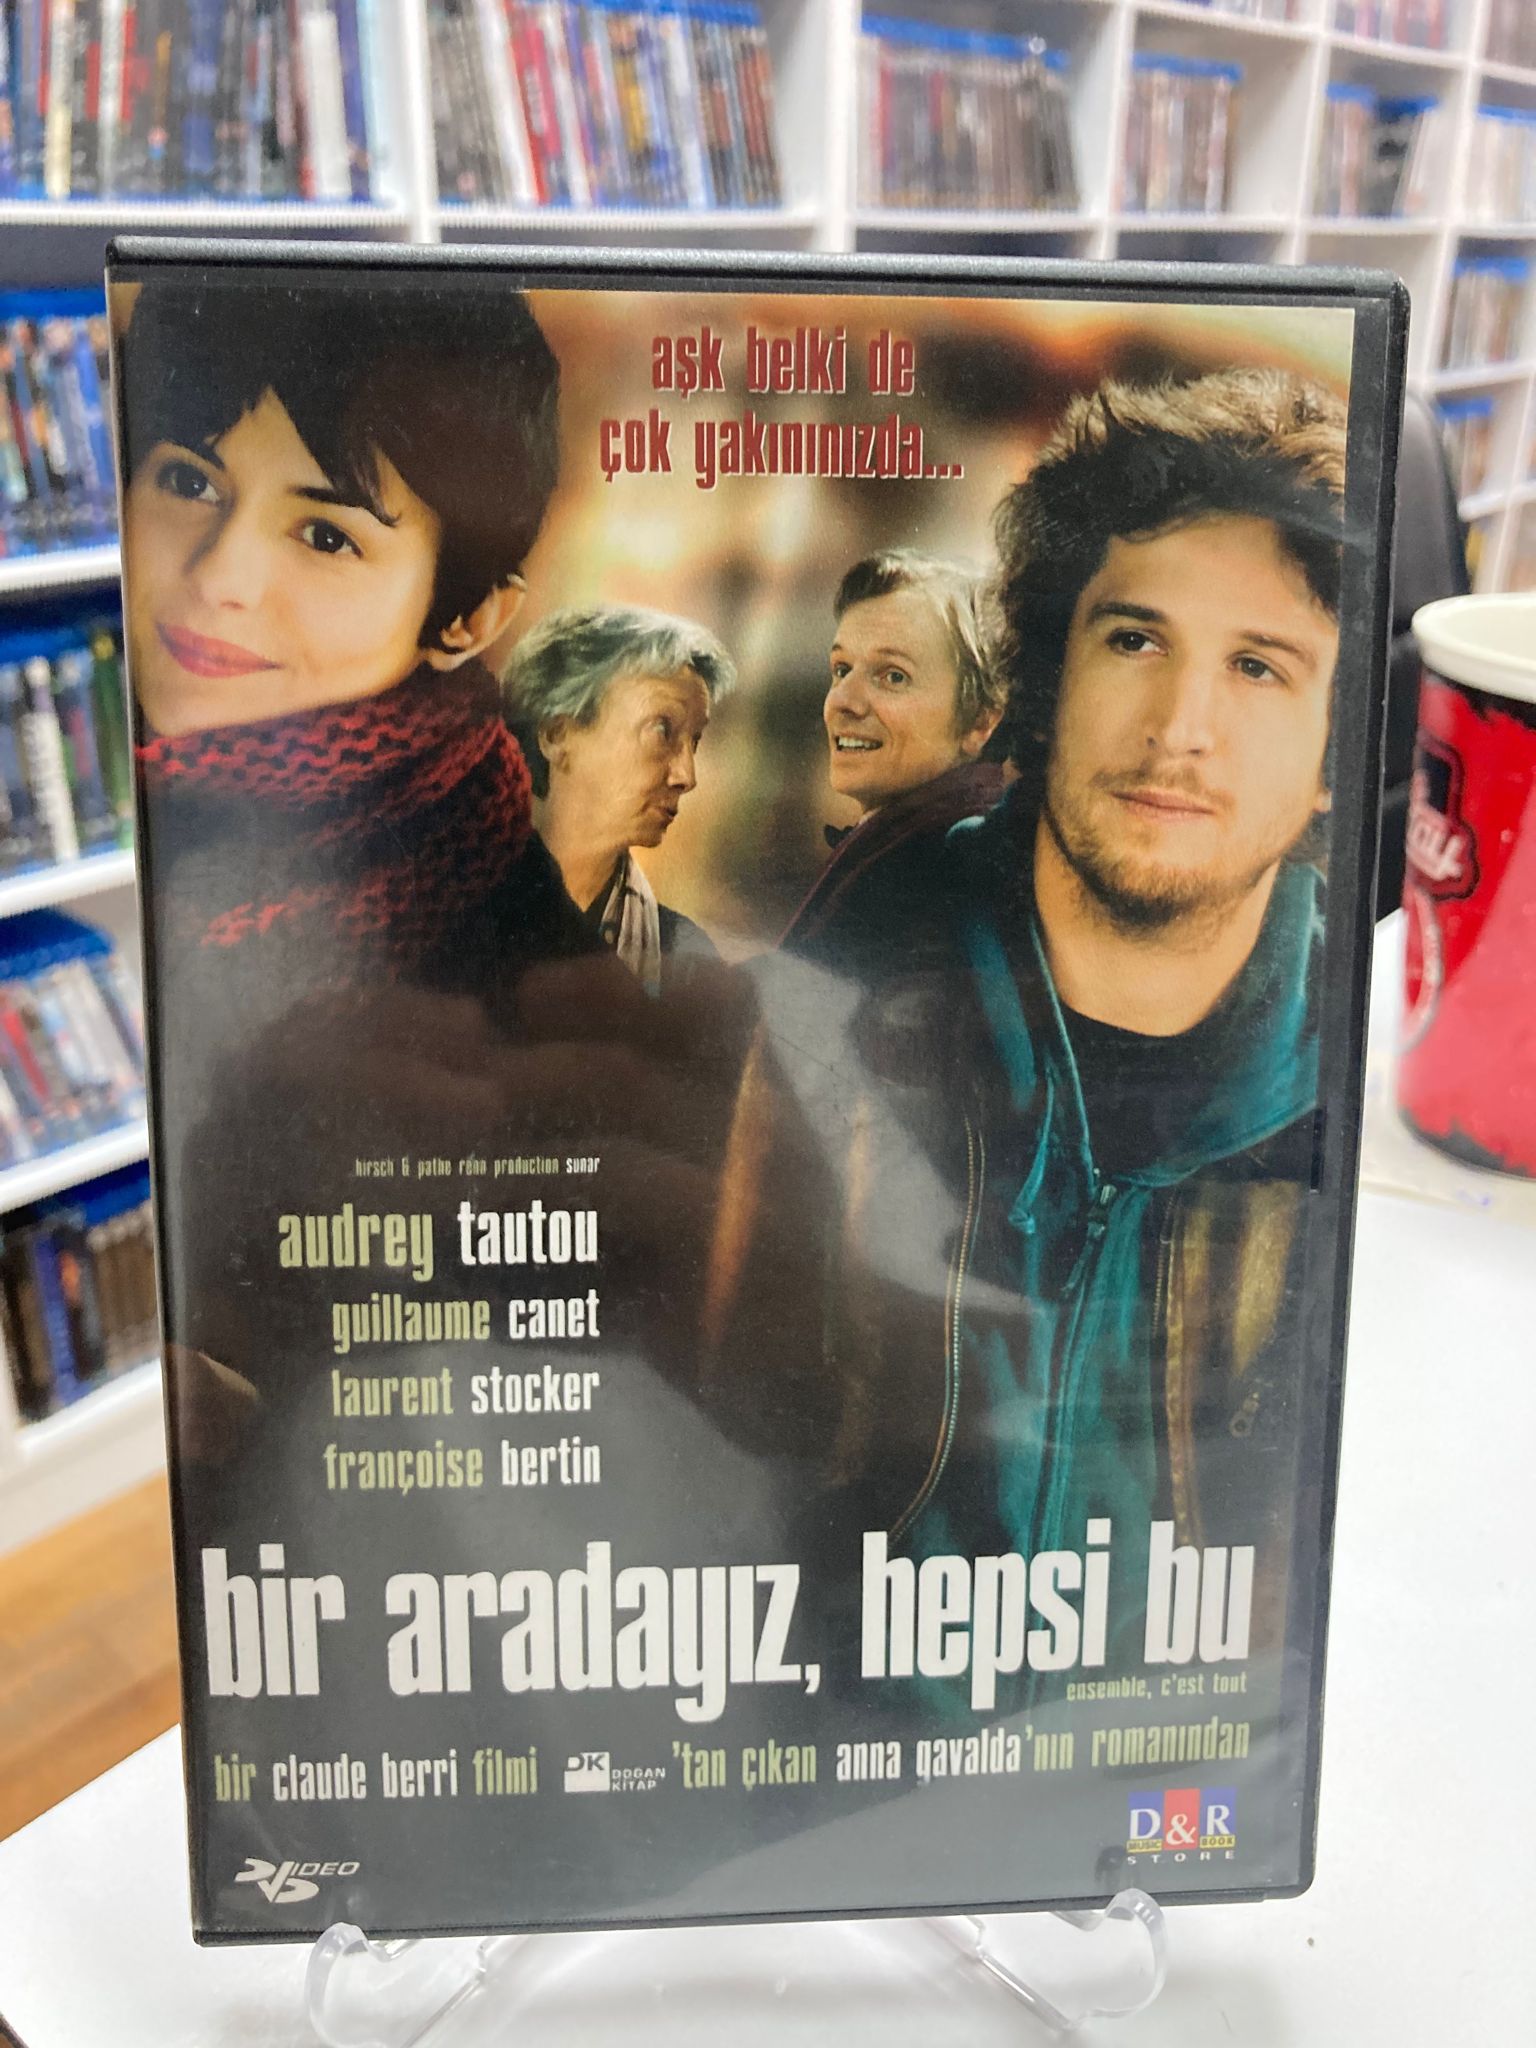 aşk belki de
çok yakınınızda...
hirsch & pathe renn production sunar
audrey tautou
guillaume canet
laurent stocker
françoise bertin
bir aradayız, hepsi bu
ensemble, c'est tout
bir claude berri filmi DK DOĞAN KİTAP 'tan çıkan anna gavalda'nın romanından
D&R
MUSIC BOOK
STORE
VIDEO